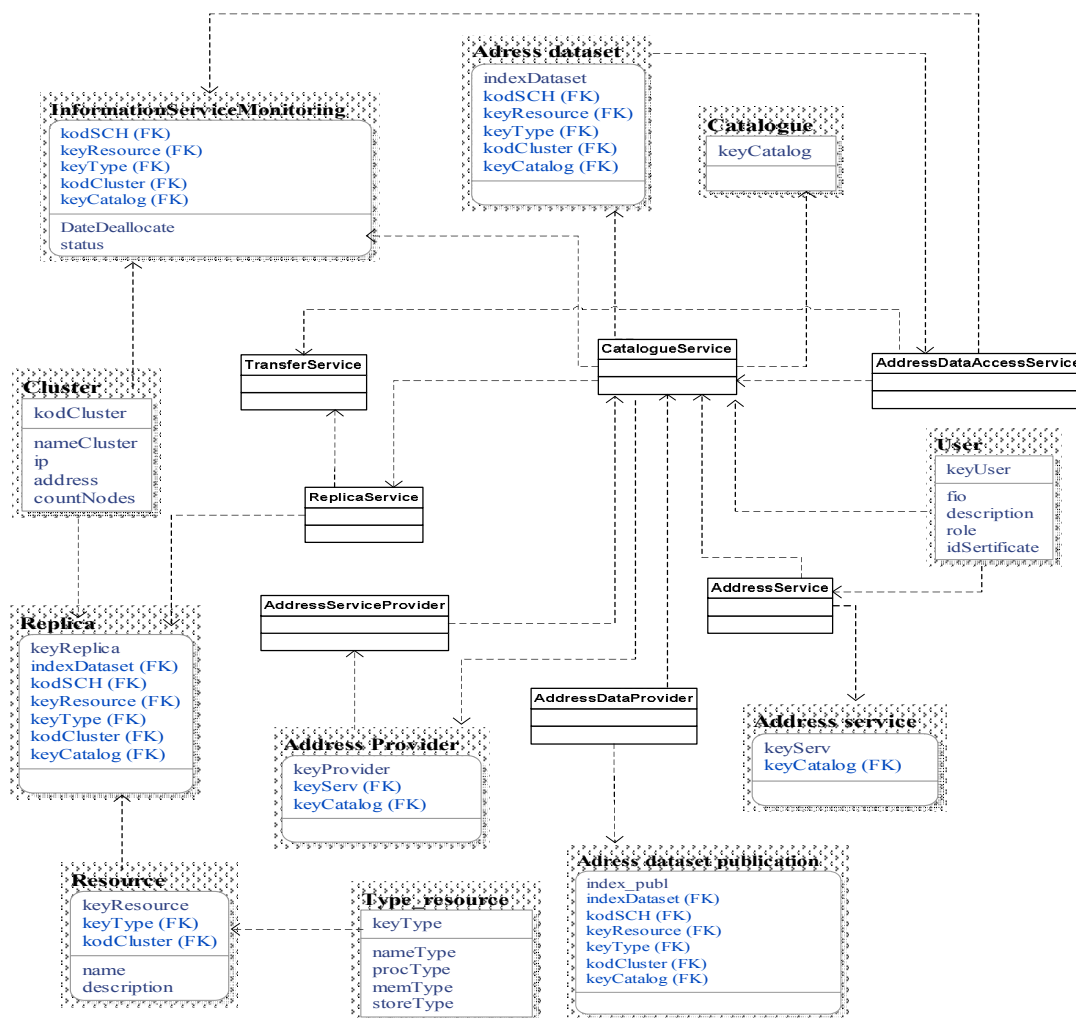 Adress dataset
indexDataset
kodSCH (FK)
keyResource (FK)
keyType (FK)
kodCluster (FK)
keyCatalog (FK)
InformationServiceMonitoring
kodSCH (FK)
keyResource (FK)
keyType (FK)
kodCluster (FK)
keyCatalog (FK)
DateDeallocate
status
Catalogue
keyCatalog
TransferService
CatalogueService
AddressDataAccessService
Cluster
kodCluster
nameCluster
ip
address
countNodes
User
keyUser
fio
description
role
idSertificate
ReplicaService
AddressService
AddressServiceProvider
Replica
keyReplica
indexDataset (FK)
kodSCH (FK)
keyResource (FK)
keyType (FK)
kodCluster (FK)
keyCatalog (FK)
AddressDataProvider
Address Provider
keyProvider
keyServ (FK)
keyCatalog (FK)
Address service
keyServ
keyCatalog (FK)
Resource
keyResource
keyType (FK)
kodCluster (FK)
name
description
Type_resource
keyType
nameType
procType
memType
storeType
Adress dataset publication
index_publ
indexDataset (FK)
kodSCH (FK)
keyResource (FK)
keyType (FK)
kodCluster (FK)
keyCatalog (FK)